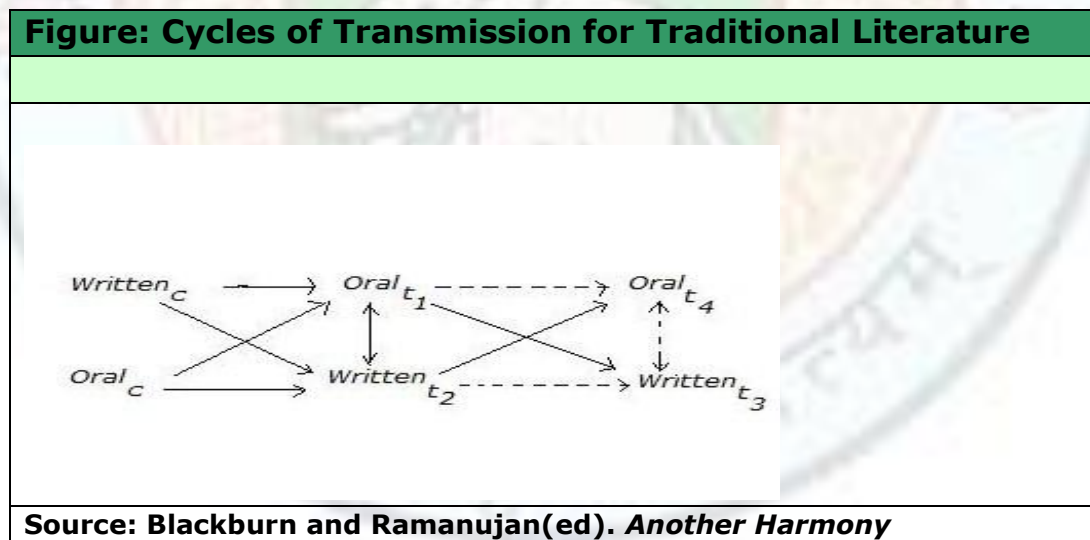 Figure: Cycles of Transmission for Traditional Literature
Written c Oral t1 Oral t4
Oral c Written t2 Written t3
Source: Blackburn and Ramanujan(ed). Another Harmony